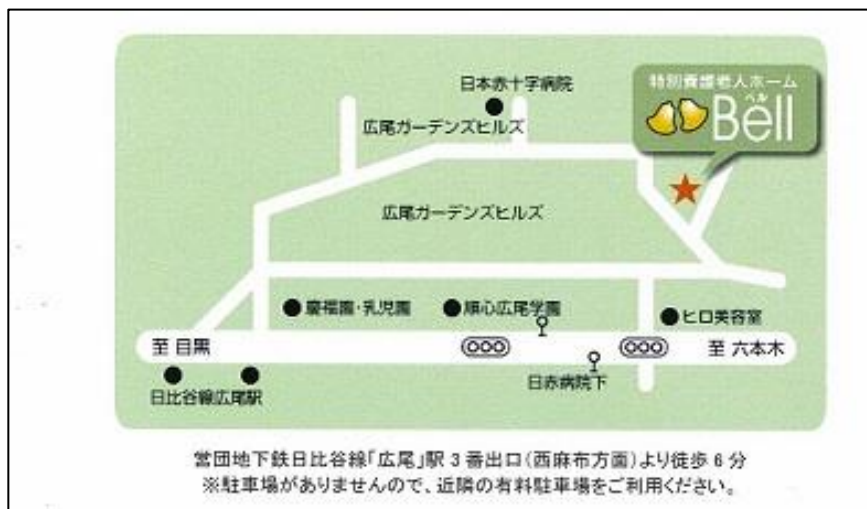 日本赤十字病院
特別養護老人ホーム
ベル
Bell
広尾ガーデンズヒルズ
広尾ガーデンズヒルズ
慶福園・乳児園
順心広尾学園
ヒロ美容室
至 目黒
至 六本木
日赤病院下
日比谷線広尾駅
営団地下鉄日比谷線「広尾」駅3番出口(西麻布方面)より徒歩6分
※駐車場がありませんので、近隣の有料駐車場をご利用ください。